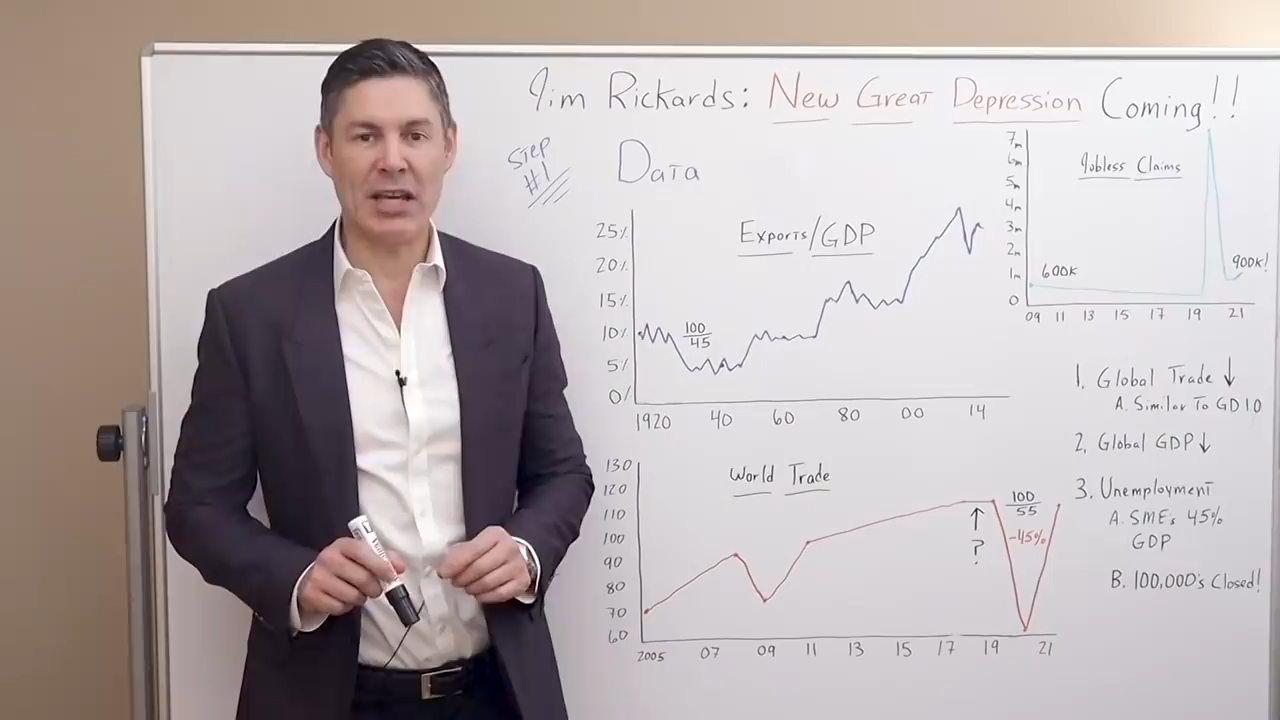 Jim Rickards: New Great Depression Coming!!
STEP
#1
Data
Exports/GDP
25%
20%
15%
10%
5%
0%
100
45
1920 40 60 80 00 14
Jobless Claims
7m
6m
5m
4m
3m
2m
1m
0
600K
900K!
09 11 13 15 17 19 21
World Trade
130
120
110
100
90
80
70
60
↑
?
100
55
-45%
2005 07 09 11 13 15 17 19 21
1. Global Trade ↓
A. Similar To GD 1.0
2. Global GDP ↓
3. Unemployment
A. SMEs 45%
GDP
B. 100,000's Closed!